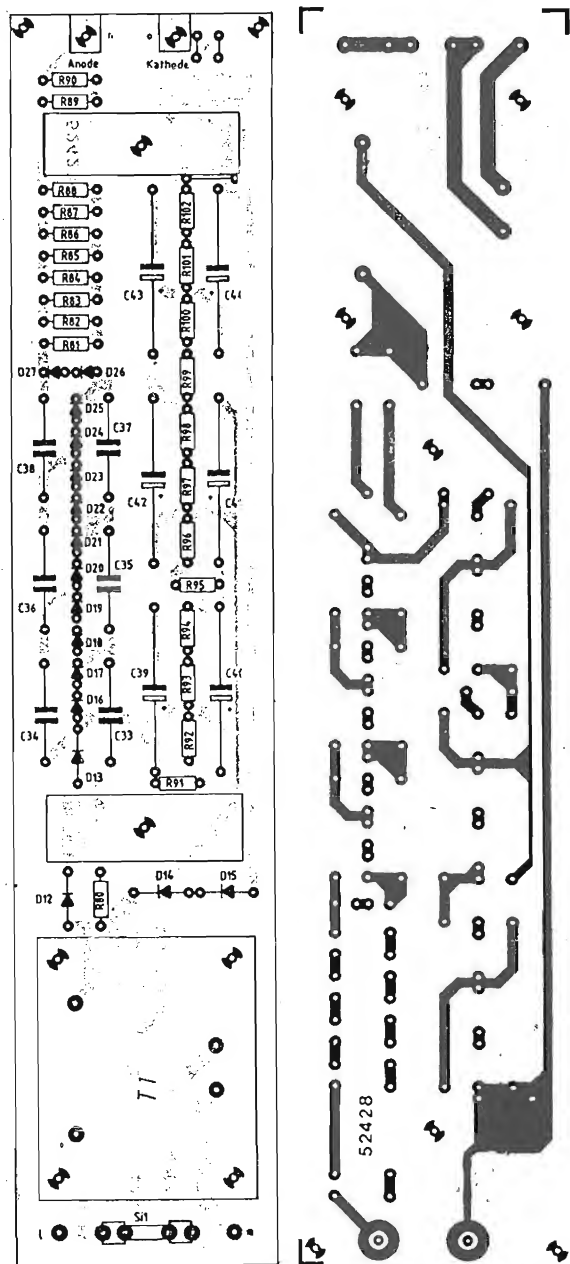 Anode
Kathede
R90
R89
R88
R87
R86
R85
R84
R83
R82
R81
D27
D26
D25
D24
D23
D22
D21
D20
D19
D18
D17
D16
D13
C38
C37
C36
C35
C34
C33
R102
R101
R100
R99
R98
R97
R96
R95
R94
R93
R92
R91
C43
C42
C39
D12
R80
D14
D15
T1
Si1
52428